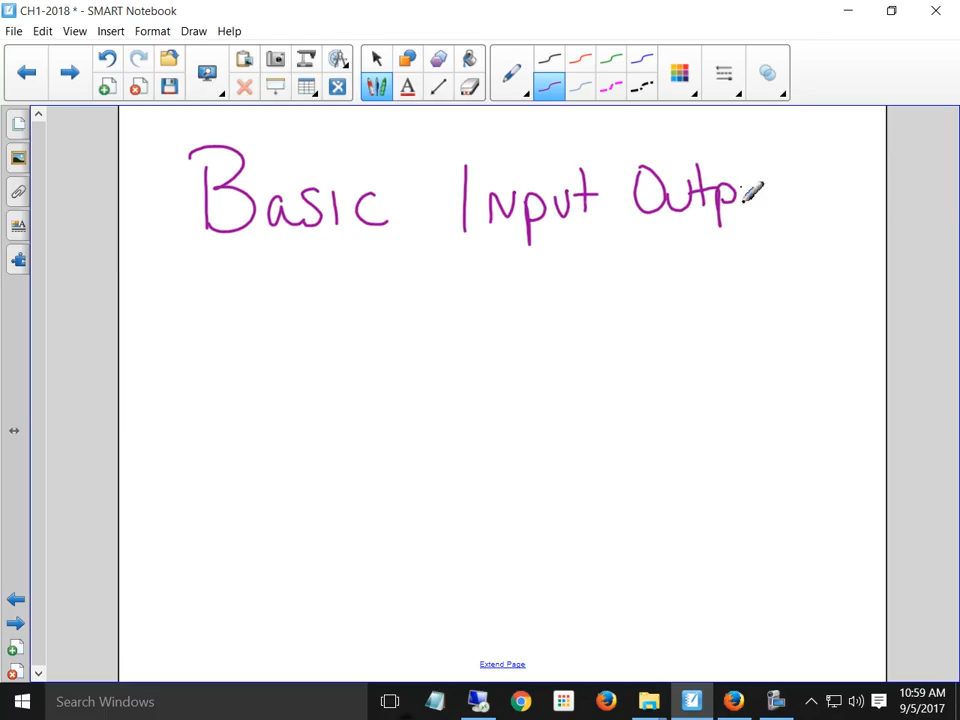 CH1-2018 * - SMART Notebook
File Edit View Insert Format Draw Help
Basic Input Outp
Extend Page
Search Windows
10:59 AM
9/5/2017